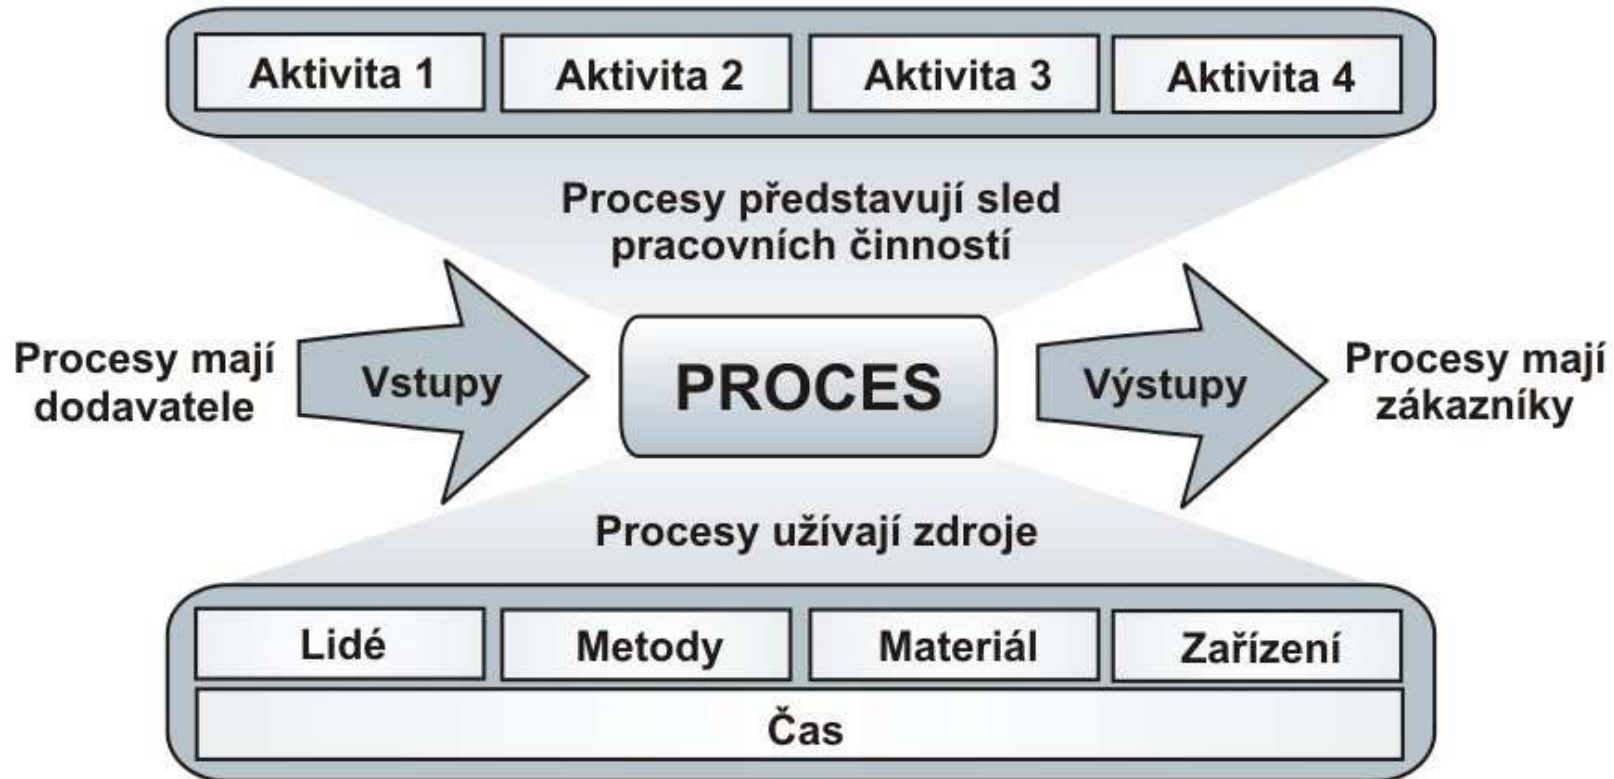 Aktivita 1
Aktivita 2
Aktivita 3
Aktivita 4
Procesy představují sled
pracovních činností
Procesy mají
dodavatele
Vstupy
PROCES
Výstupy
Procesy mají
zákazníky
Procesy užívají zdroje
Lidé
Metody
Materiál
Zařízení
Čas